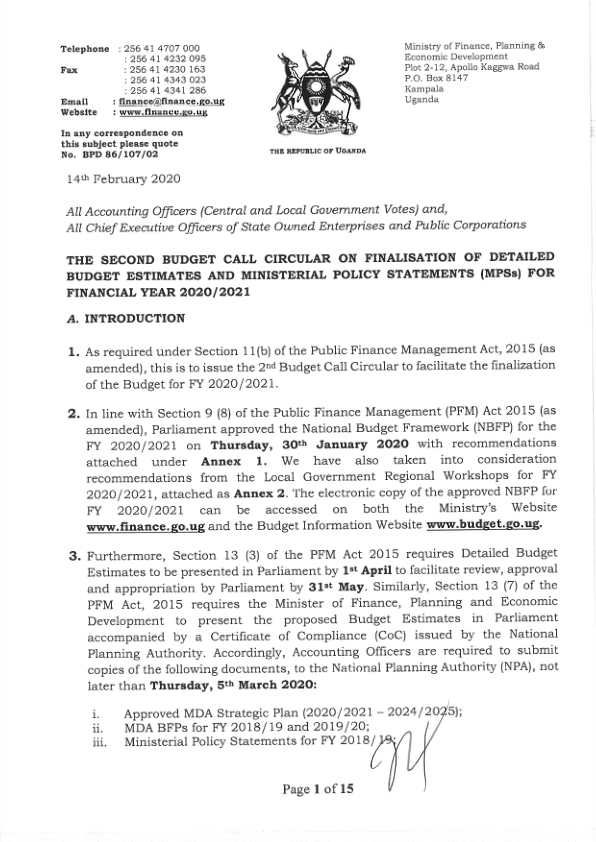 Telephone : 256 41 4707 000
: 256 41 4232 095
Fax : 256 41 4230 163
: 256 41 4343 023
: 256 41 4341 286
Email : finance@finance.go.ug
Website : www.finance.go.ug
In any correspondence on
this subject please quote
No. BPD 86/107/02
THE REPUBLIC OF UGANDA
Ministry of Finance, Planning &
Economic Development
Plot 2-12, Apollo Kaggwa Road
P.O. Box 8147
Kampala
Uganda
14th February 2020
All Accounting Officers (Central and Local Government Votes) and,
All Chief Executive Officers of State Owned Enterprises and Public Corporations
THE SECOND BUDGET CALL CIRCULAR ON FINALISATION OF DETAILED
BUDGET ESTIMATES AND MINISTERIAL POLICY STATEMENTS (MPSs) FOR
FINANCIAL YEAR 2020/2021
A. INTRODUCTION
1. As required under Section 11(b) of the Public Finance Management Act, 2015 (as
amended), this is to issue the 2nd Budget Call Circular to facilitate the finalization
of the Budget for FY 2020/2021.
2. In line with Section 9 (8) of the Public Finance Management (PFM) Act 2015 (as
amended), Parliament approved the National Budget Framework (NBFP) for the
FY 2020/2021 on Thursday, 30th January 2020 with recommendations
attached under Annex 1. We have also taken into consideration
recommendations from the Local Government Regional Workshops for FY
2020/2021, attached as Annex 2. The electronic copy of the approved NBFP for
FY 2020/2021 can be accessed on both the Ministry's Website
www.finance.go.ug and the Budget Information Website www.budget.go.ug.
3. Furthermore, Section 13 (3) of the PFM Act 2015 requires Detailed Budget
Estimates to be presented in Parliament by 1st April to facilitate review, approval
and appropriation by Parliament by 31st May. Similarly, Section 13 (7) of the
PFM Act, 2015 requires the Minister of Finance, Planning and Economic
Development to present the proposed Budget Estimates in Parliament
accompanied by a Certificate of Compliance (CoC) issued by the National
Planning Authority. Accordingly, Accounting Officers are required to submit
copies of the following documents, to the National Planning Authority (NPA), not
later than Thursday, 5th March 2020:
i. Approved MDA Strategic Plan (2020/2021 – 2024/2025);
ii. MDA BFPs for FY 2018/19 and 2019/20;
iii. Ministerial Policy Statements for FY 2018/19;
Page 1 of 15